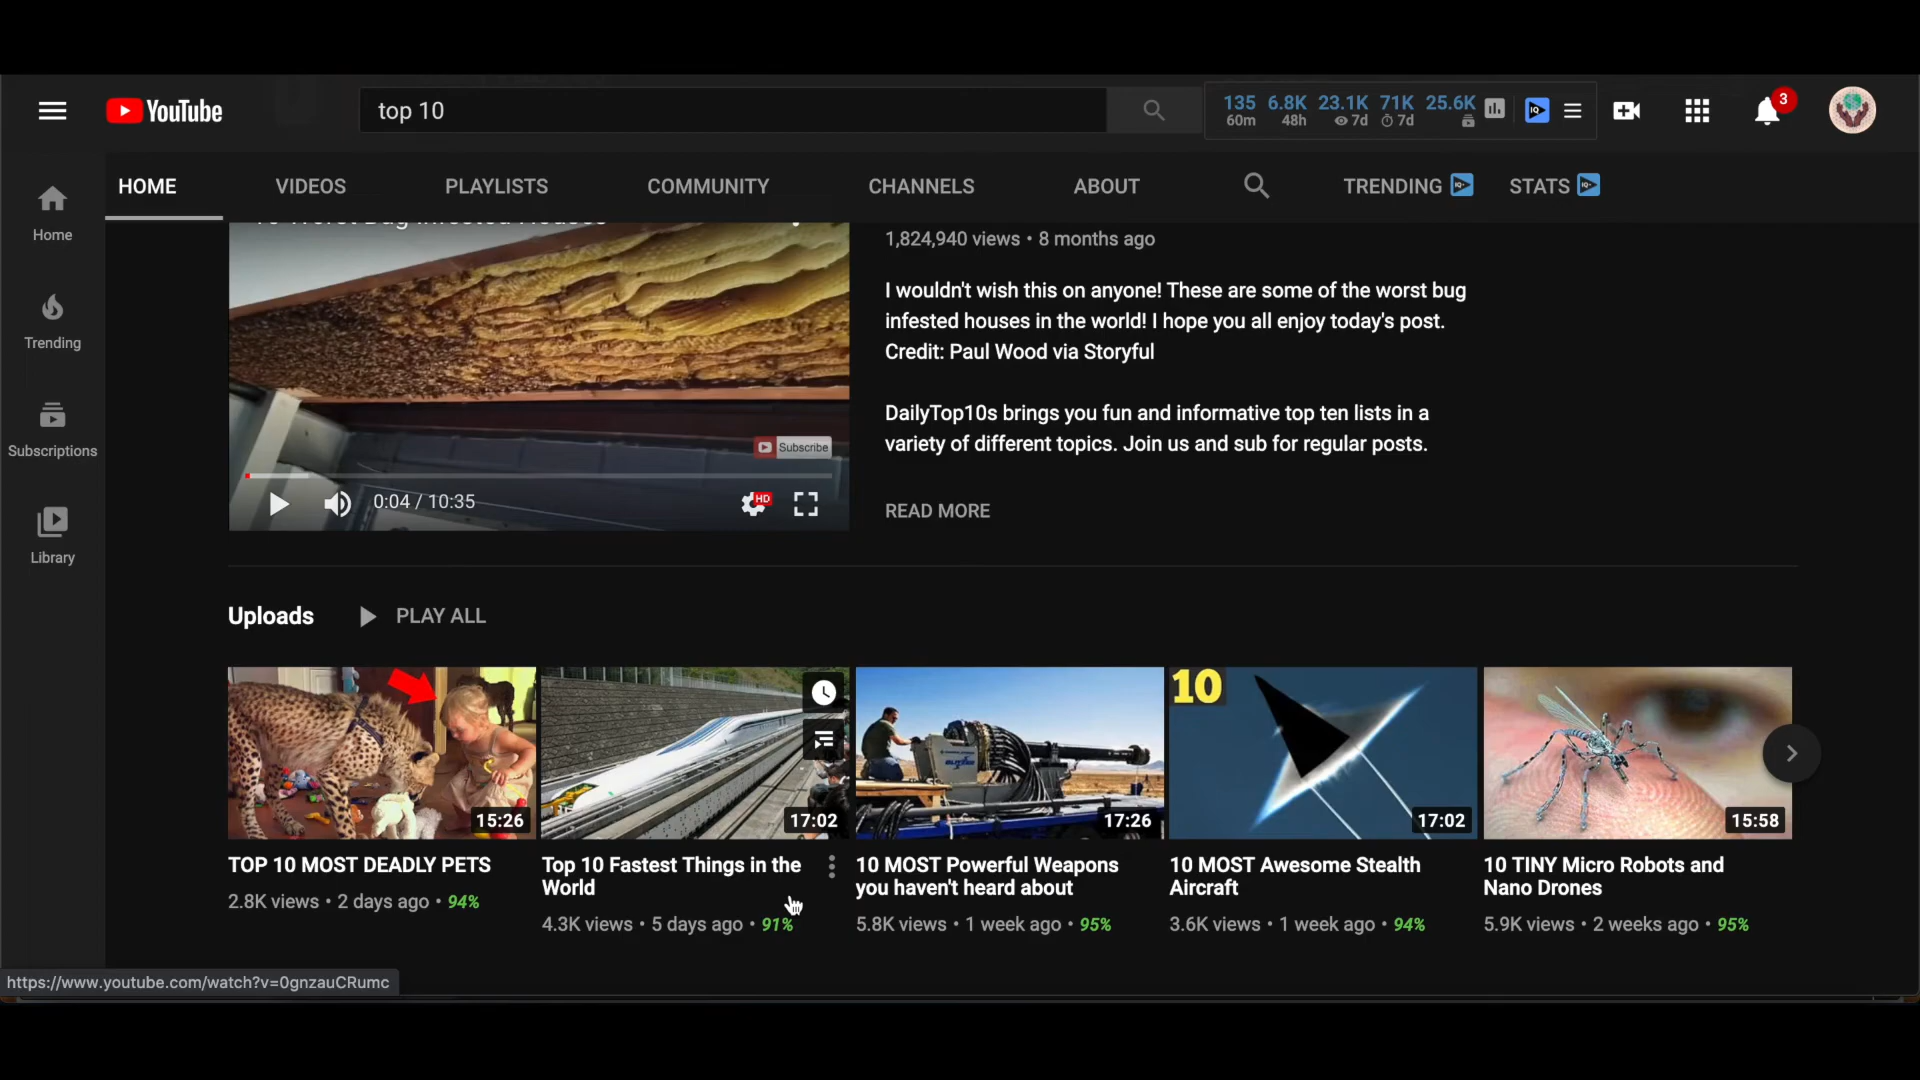 YouTube
top 10
135 6.8K 23.1K 71K 25.6K
60m 48h 7d 7d
IQ
3
HOME VIDEOS PLAYLISTS COMMUNITY CHANNELS ABOUT TRENDING IQ STATS IQ
Home
Trending
Subscriptions
Library
10 Worst Bug Infested Houses
Subscribe
0:04 / 10:35
HD
1,824,940 views • 8 months ago
I wouldn't wish this on anyone! These are some of the worst bug
infested houses in the world! I hope you all enjoy today's post.
Credit: Paul Wood via Storyful
DailyTop10s brings you fun and informative top ten lists in a
variety of different topics. Join us and sub for regular posts.
READ MORE
Uploads PLAY ALL
15:26
TOP 10 MOST DEADLY PETS
2.8K views • 2 days ago • 94%
17:02
Top 10 Fastest Things in the
World
4.3K views • 5 days ago • 91%
BLITZER
17:26
10 MOST Powerful Weapons
you haven't heard about
5.8K views • 1 week ago • 95%
10
17:02
10 MOST Awesome Stealth
Aircraft
3.6K views • 1 week ago • 94%
15:58
10 TINY Micro Robots and
Nano Drones
5.9K views • 2 weeks ago • 95%
https://www.youtube.com/watch?v=0gnzauCRumc